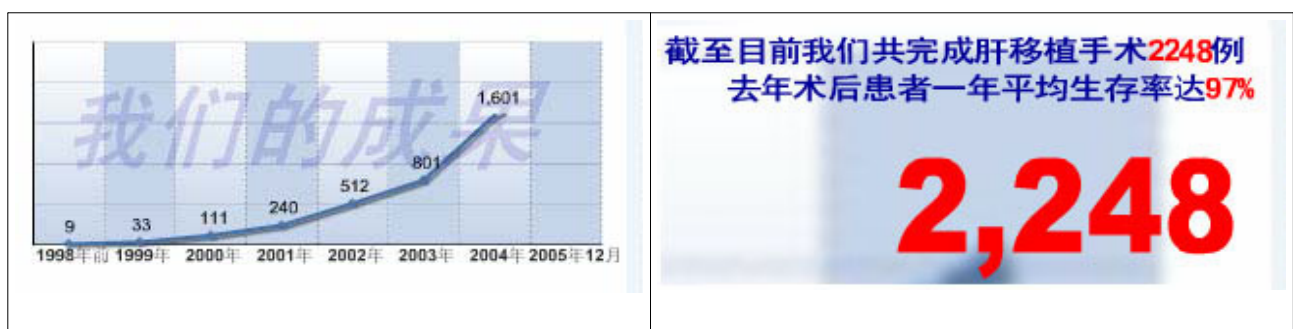 我们的成果
1,601
801
512
240
111
33
9
1998年前 1999年 2000年 2001年 2002年 2003年 2004年 2005年12月
截至目前我们共完成肝移植手术2248例
去年术后患者一年平均生存率达97%
2,248